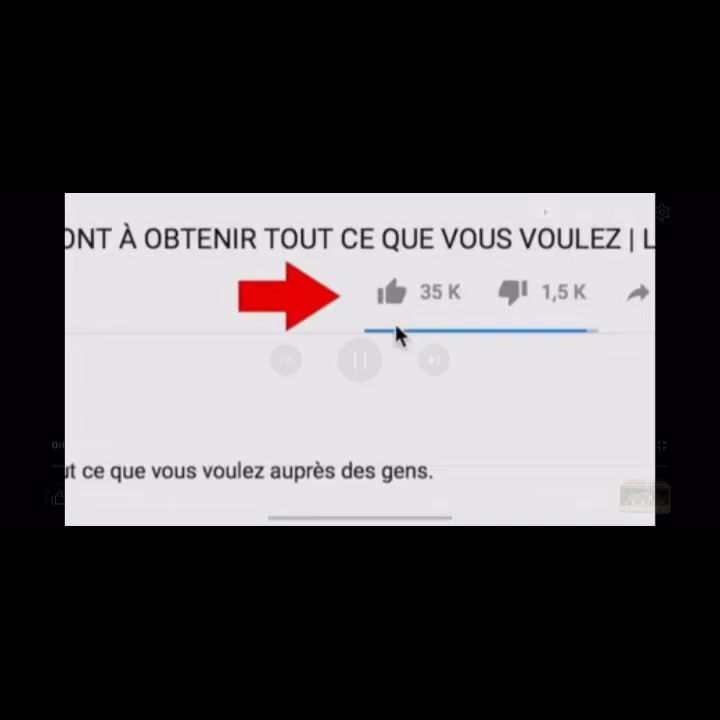 ONT À OBTENIR TOUT CE QUE VOUS VOULEZ | L
35 K 1,5 K
ut ce que vous voulez auprès des gens.